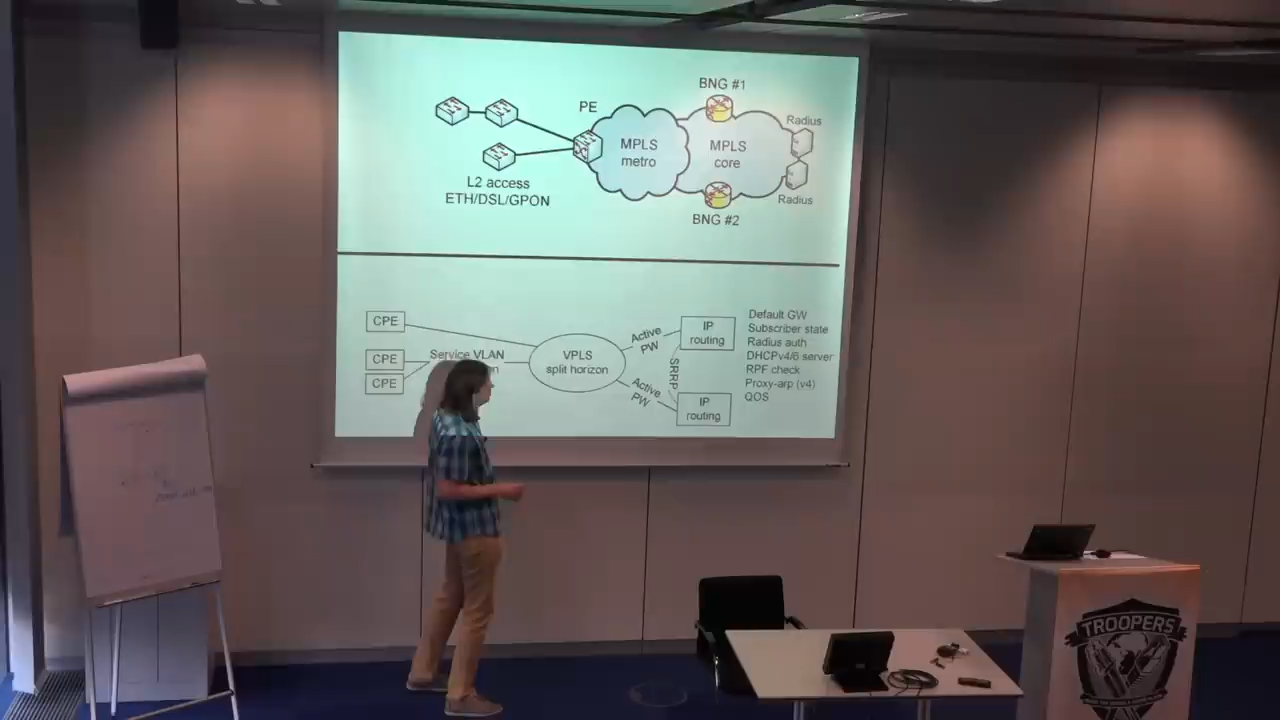 BNG #1
PE
Radius
MPLS
metro
MPLS
core
L2 access
ETH/DSL/GPON
Radius
BNG #2
CPE
CPE
CPE
Service VLAN
VPLS
split horizon
Active
PW
Active
PW
SRRP
IP
routing
IP
routing
Default GW
Subscriber state
Radius auth
DHCPv4/6 server
RPF check
Proxy-arp (v4)
QOS
TROOPERS